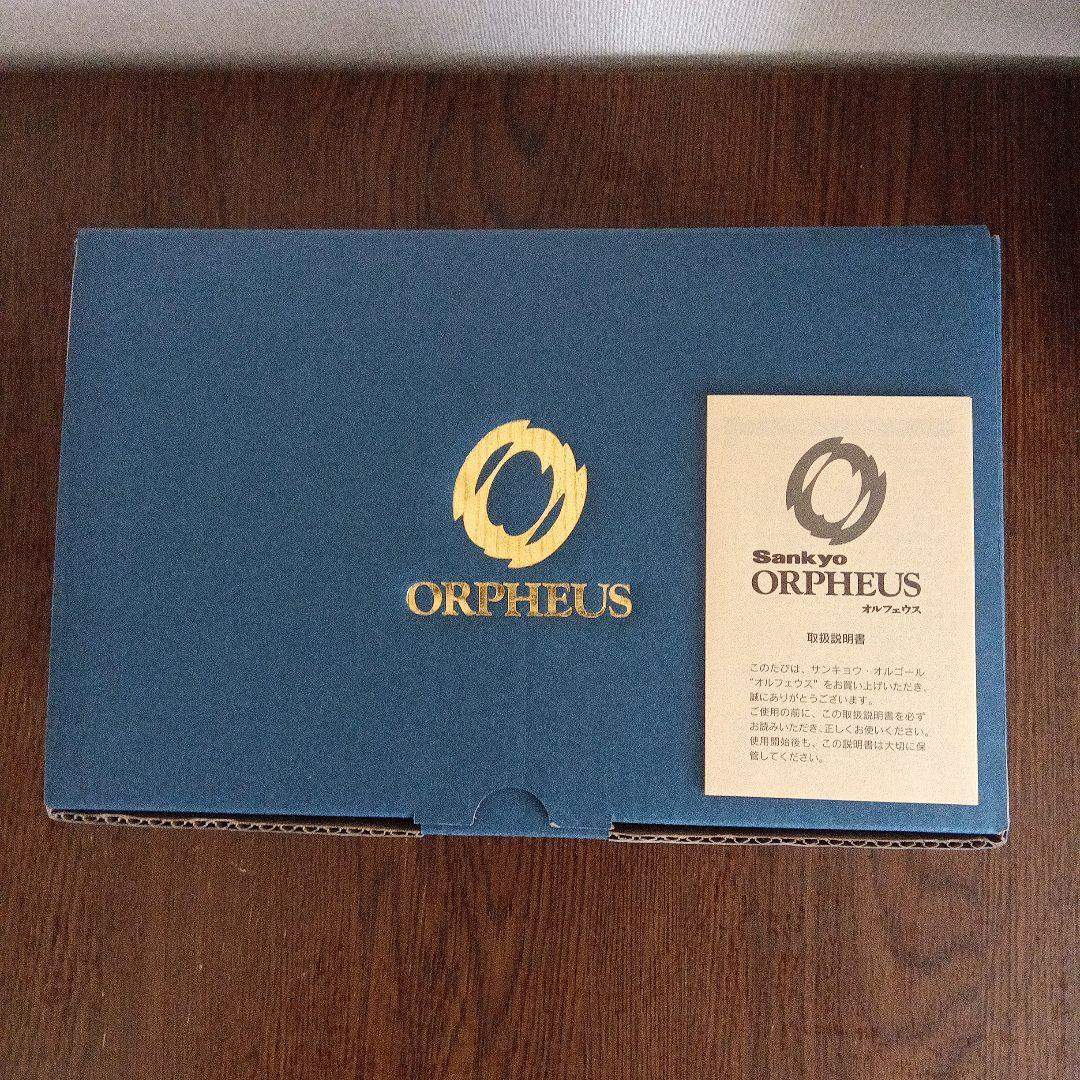 ORPHEUS
Sankyo
ORPHEUS
オルフェウス
取扱説明書
このたびは、サンキョウ・オルゴール
"オルフェウス"をお買い上げいただき、
誠にありがとうございます。
ご使用の前に、この取扱説明書を必ず
お読みいただき、正しくお使いください。
使用開始後も、この説明書は大切に保
管してください。